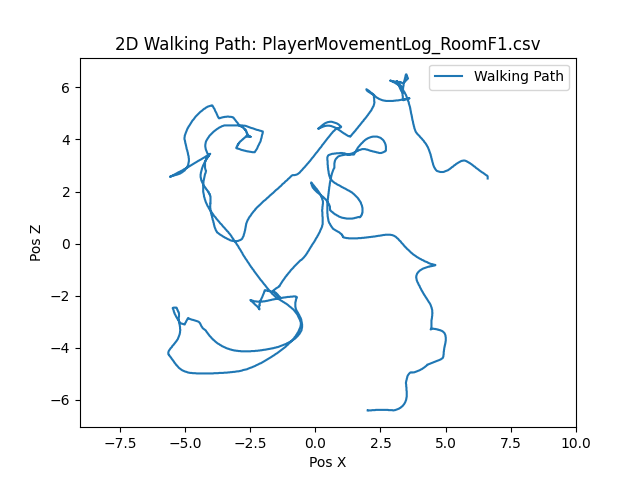 2D Walking Path: PlayerMovementLog_RoomF1.csv
Walking Path
6
4
2
0
−2
−4
−6
Pos Z
−7.5 −5.0 −2.5 0.0 2.5 5.0 7.5 10.0
Pos X